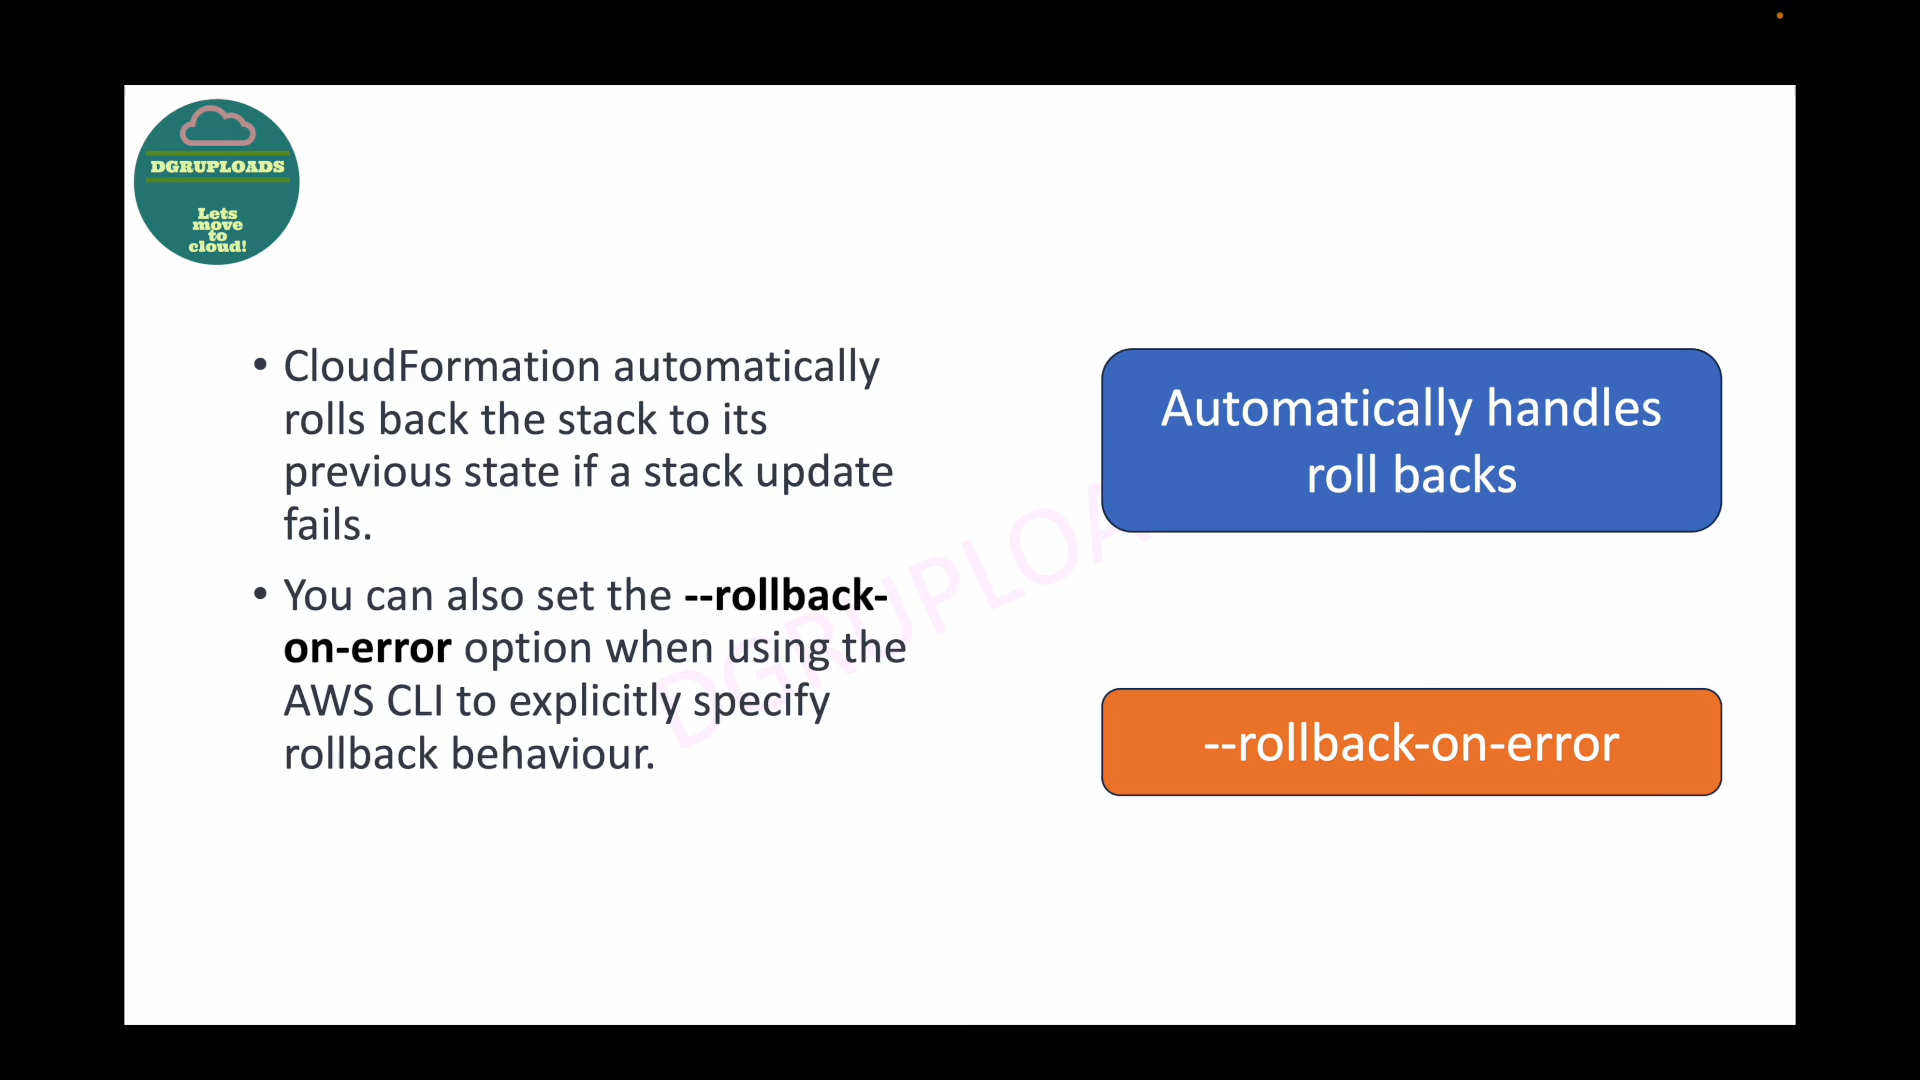 DGRUPLOADS
Lets
move
to
cloud!
• CloudFormation automatically
rolls back the stack to its
previous state if a stack update
fails.
• You can also set the --rollback-
on-error option when using the
AWS CLI to explicitly specify
rollback behaviour.
Automatically handles
roll backs
--rollback-on-error
DGRUPLOA